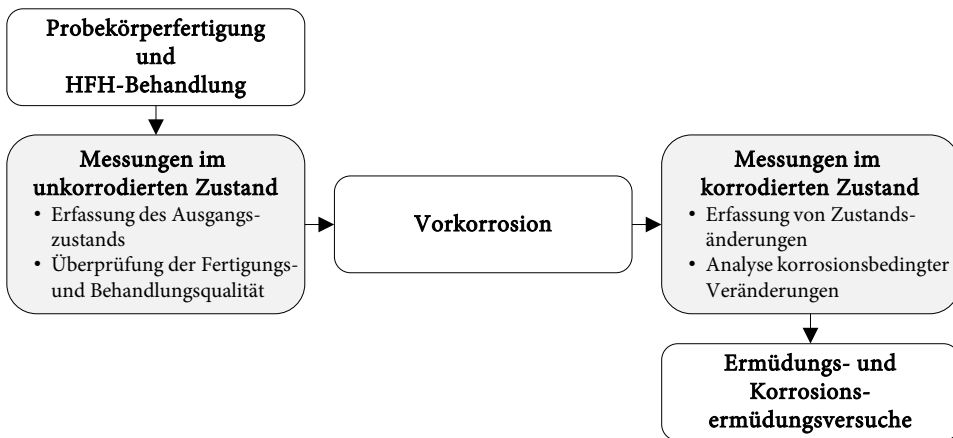 Probekörperfertigung
und
HFH-Behandlung
Messungen im
unkorrodierten Zustand
• Erfassung des Ausgangs-
zustands
• Überprüfung der Fertigungs-
und Behandlungsqualität
Vorkorrosion
Messungen im
korrodierten Zustand
• Erfassung von Zustands-
änderungen
• Analyse korrosionsbedingter
Veränderungen
Ermüdungs- und
Korrosions-
ermüdungsversuche